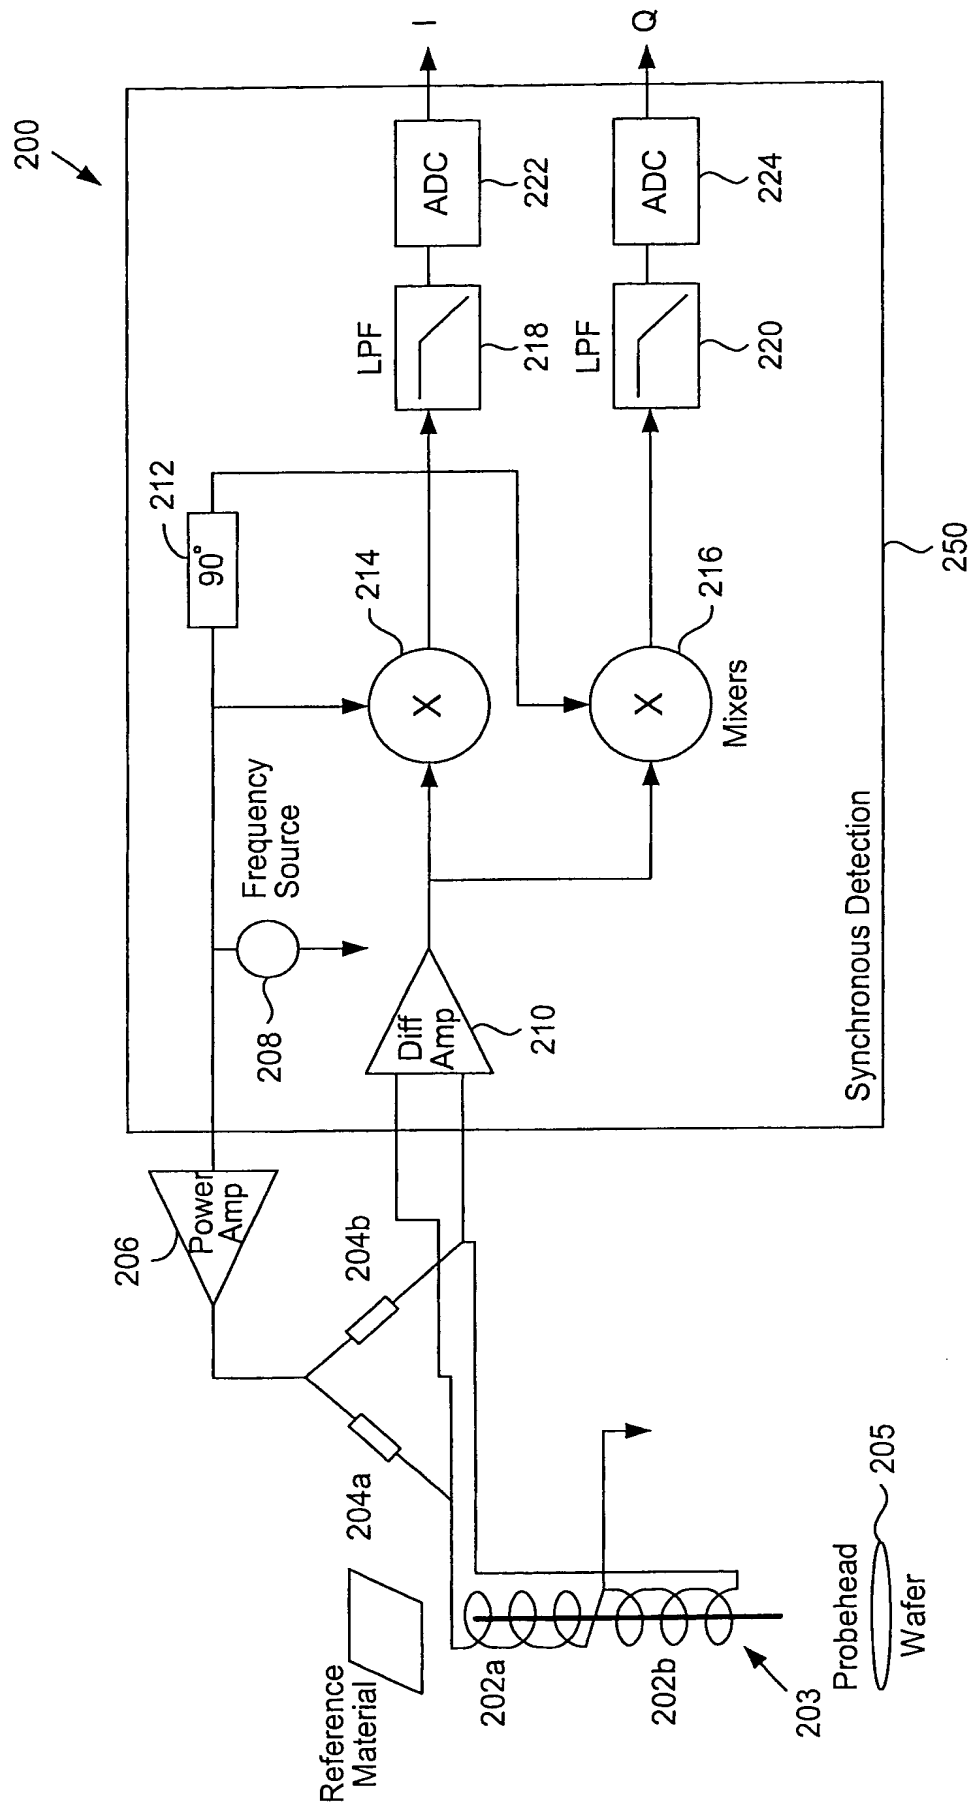 200
I
Q
ADC
222
ADC
224
LPF
218
LPF
220
212
90°
214
X
216
X
Mixers
250
Frequency
Source
208
Diff
Amp
210
Synchronous Detection
206
Power
Amp
204b
204a
Reference
Material
202a
202b
203
Probehead
205
Wafer